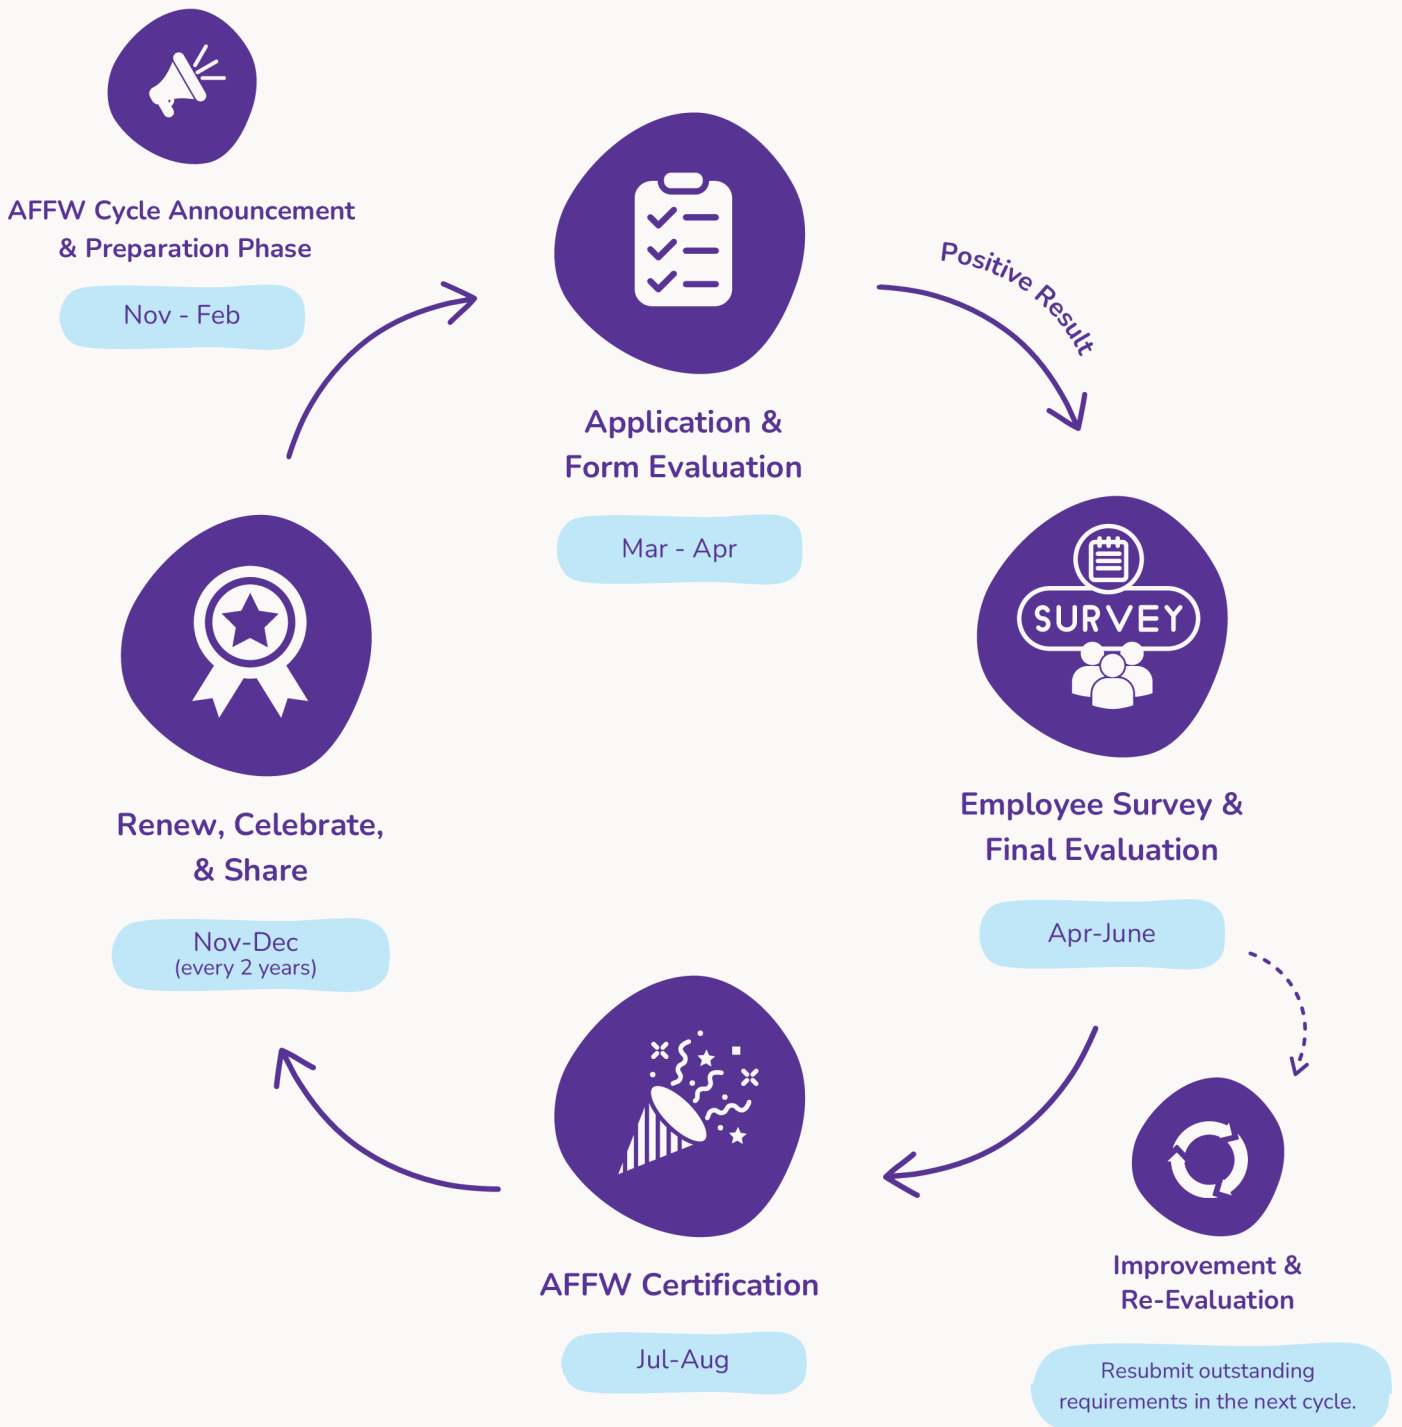 AFFW Cycle Announcement
& Preparation Phase
Nov - Feb
Application &
Form Evaluation
Mar - Apr
Positive Result
SURVEY
Employee Survey &
Final Evaluation
Apr-June
Improvement &
Re-Evaluation
Resubmit outstanding
requirements in the next cycle.
AFFW Certification
Jul-Aug
Renew, Celebrate,
& Share
Nov-Dec
(every 2 years)